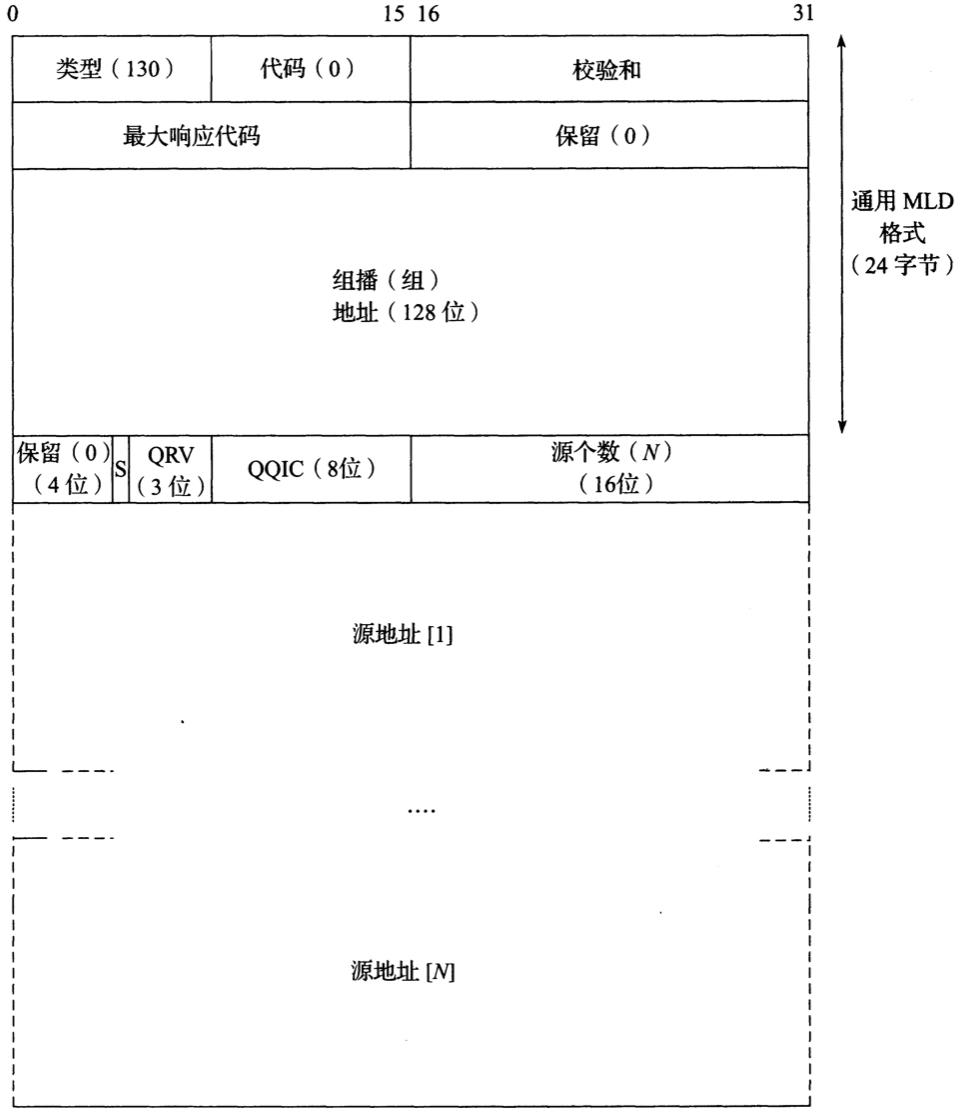 0 15 16 31
类型（130） 代码（0） 校验和
最大响应代码 保留（0）
通用 MLD
格式
（24 字节）
组播（组）
地址（128 位）
保留（0）
（4 位）
S
QRV
（3 位）
QQIC（8位）
源个数（N）
（16位）
源地址 [1]
....
源地址 [N]